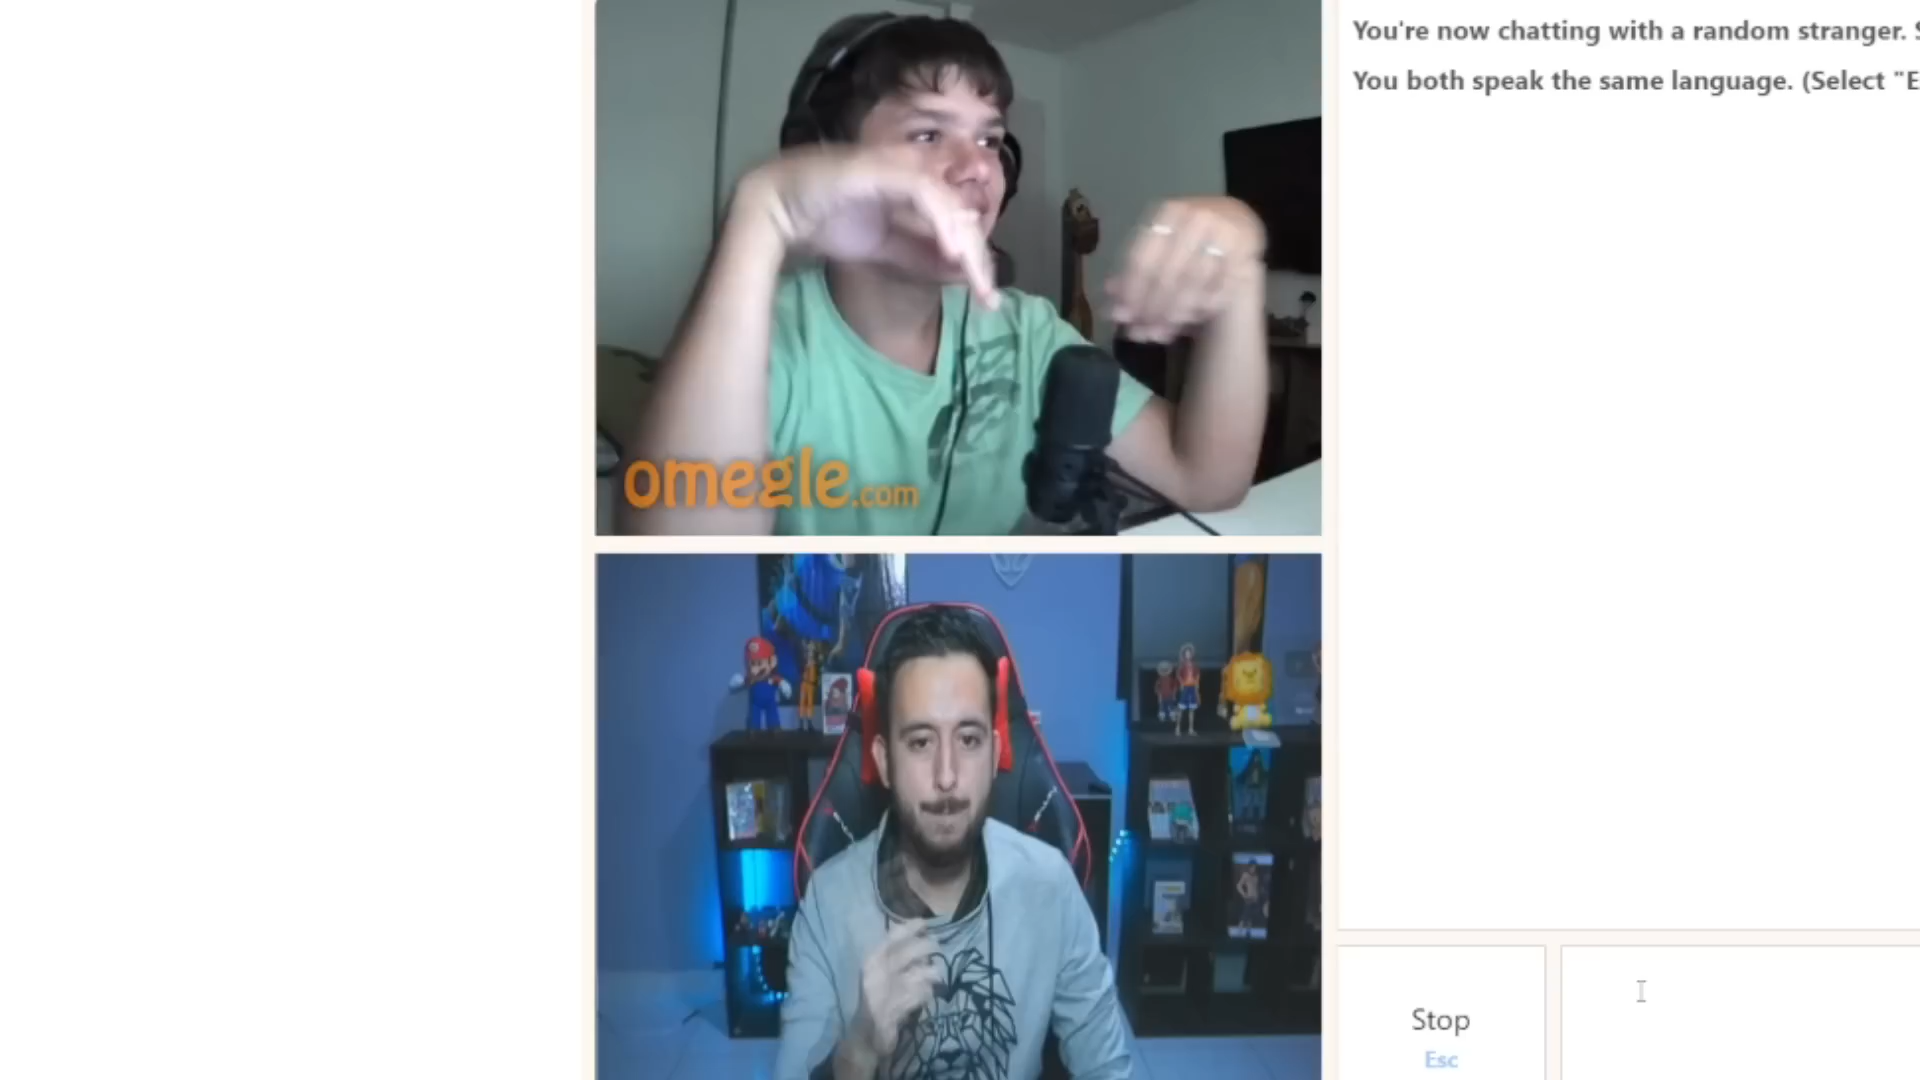 You're now chatting with a random stranger.
You both speak the same language. (Select "E
omegle.com
Stop
Esc